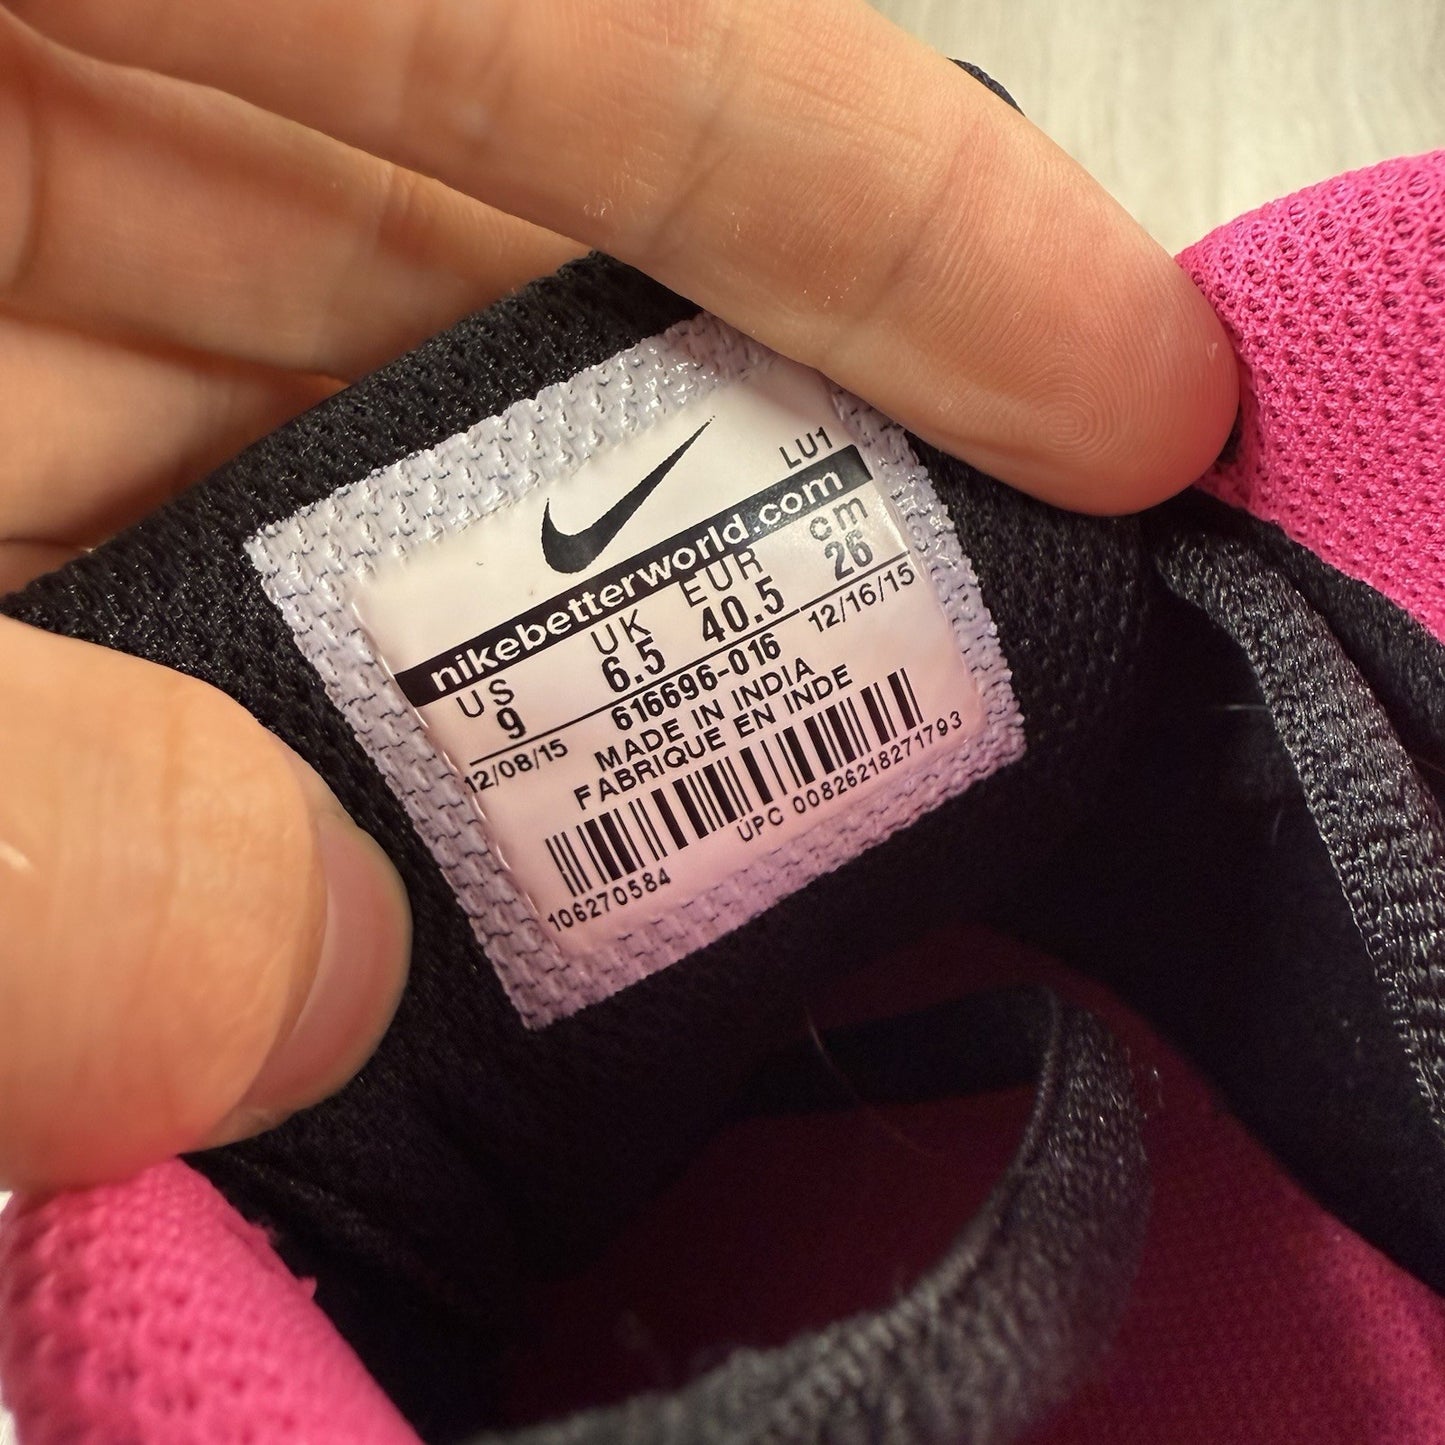 LU1
nikebetterworld.com
US UK EUR cm
9 6.5 40.5 26
12/08/15 616696-016 12/16/15
MADE IN INDIA
FABRIQUE EN INDE
106270584 UPC 00826218271793